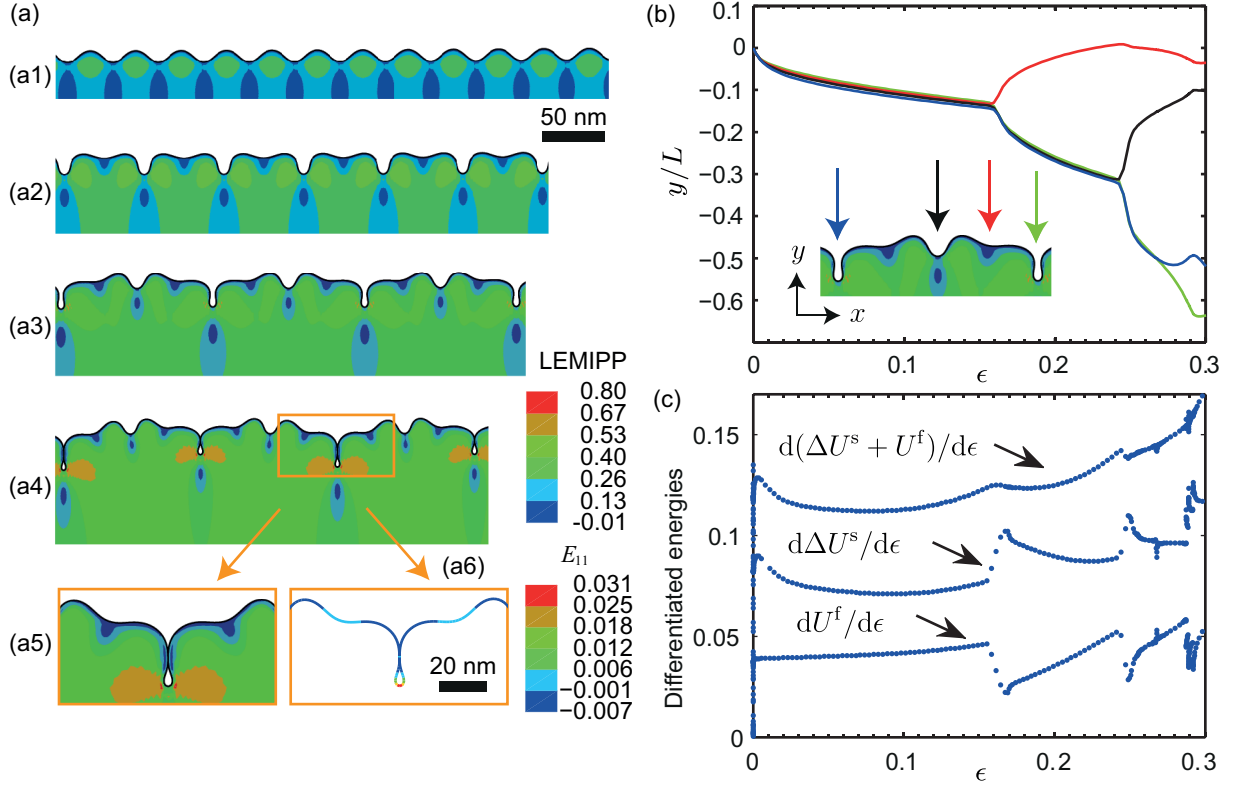 (a)
(a1)
50 nm
(a2)
(a3)
LEMIPP
0.80
0.67
0.53
0.40
0.26
0.13
-0.01
(a4)
E₁₁
(a6)
0.031
0.025
0.018
0.012
0.006
−0.001
−0.007
(a5)
20 nm
(b)
0.1
0
−0.1
−0.2
−0.3
−0.4
−0.5
−0.6
y/L
y
x
0 0.1 0.2 0.3
ϵ
(c)
Differentiated energies
0.15
0.1
0.05
0
d(ΔUˢ + Uᶠ)/dϵ
dΔUˢ/dϵ
dUᶠ/dϵ
0 0.1 0.2 0.3
ϵ